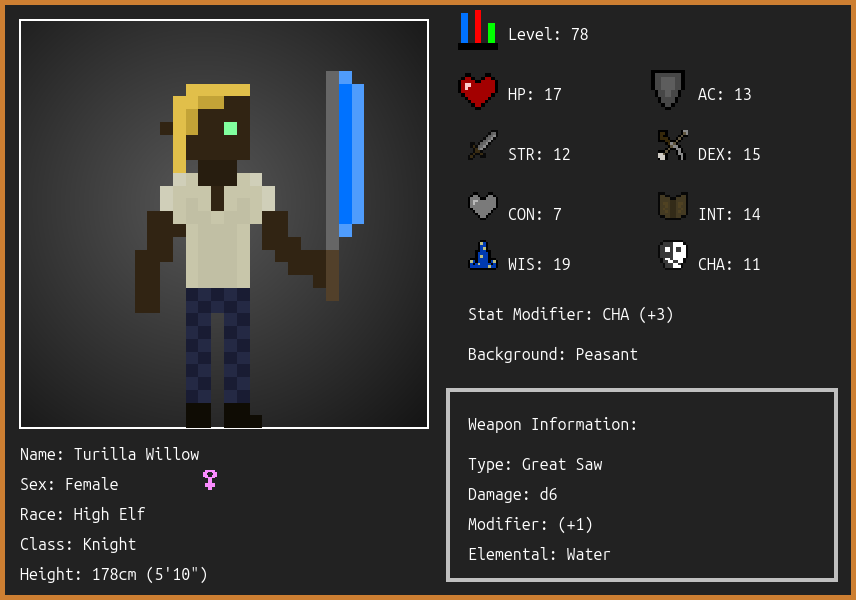 Level: 78
HP: 17
AC: 13
STR: 12
DEX: 15
CON: 7
INT: 14
WIS: 19
CHA: 11
Stat Modifier: CHA (+3)
Background: Peasant
Weapon Information:
Type: Great Saw
Damage: d6
Modifier: (+1)
Elemental: Water
Name: Turilla Willow
Sex: Female
Race: High Elf
Class: Knight
Height: 178cm (5'10")